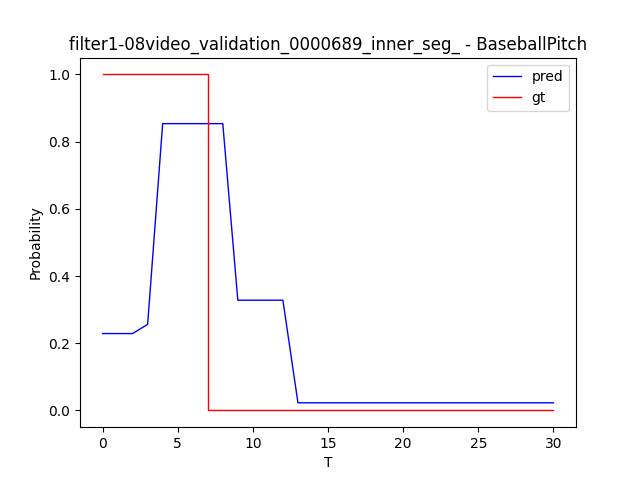 filter1-08video_validation_0000689_inner_seg_ - BaseballPitch
pred
gt
1.0
0.8
0.6
0.4
0.2
0.0
Probability
0
5
10
15
20
25
30
T